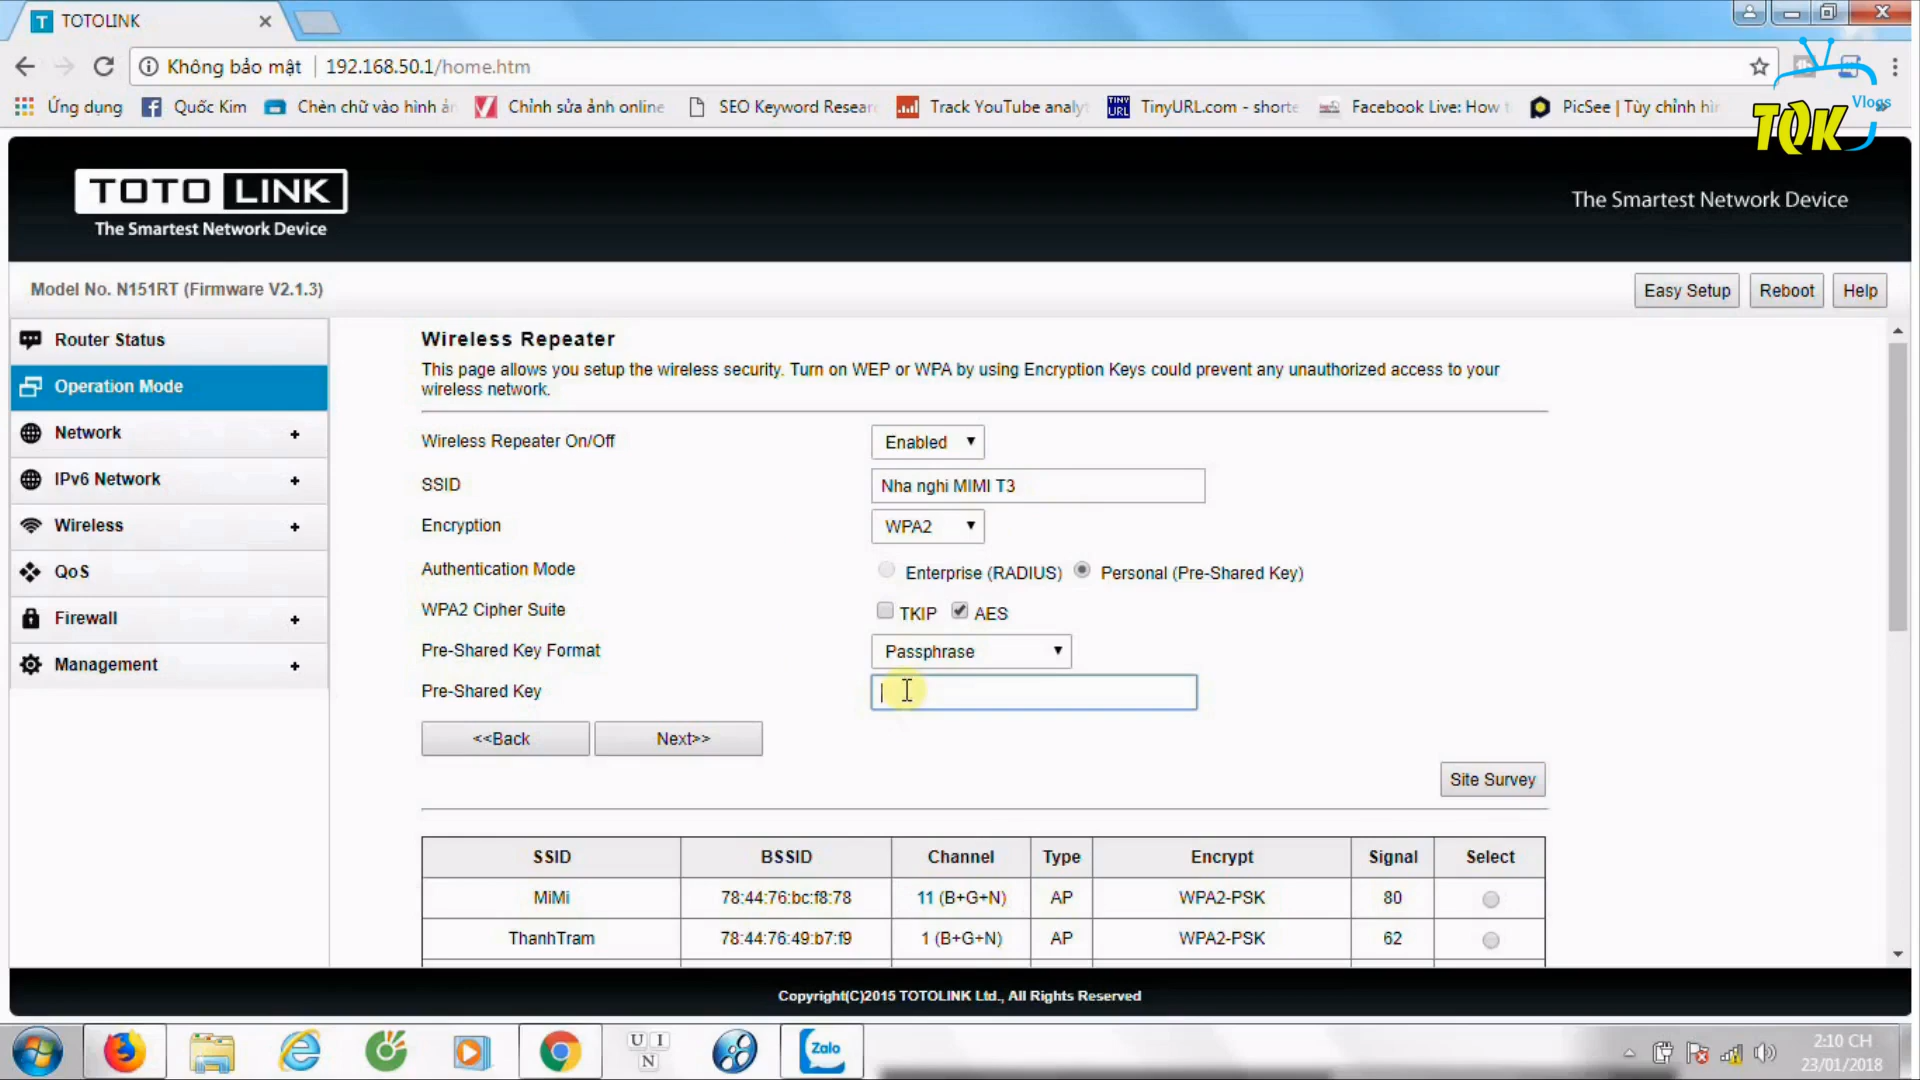 TOTOLINK
Không bảo mật 192.168.50.1/home.htm
Ứng dụng Quốc Kim Chèn chữ vào hình ản Chỉnh sửa ảnh online SEO Keyword Resear Track YouTube analy TINY URL TinyURL.com - shorte Facebook Live: How t PicSee | Tùy chỉnh hìn
TQK Vlogs
TOTO LINK
The Smartest Network Device
The Smartest Network Device
Model No. N151RT (Firmware V2.1.3)
Easy Setup Reboot Help
Router Status
Operation Mode
Network +
IPv6 Network +
Wireless +
QoS
Firewall +
Management +
Wireless Repeater
This page allows you setup the wireless security. Turn on WEP or WPA by using Encryption Keys could prevent any unauthorized access to your
wireless network.
Wireless Repeater On/Off Enabled
SSID Nha nghi MIMI T3
Encryption WPA2
Authentication Mode Enterprise (RADIUS) Personal (Pre-Shared Key)
WPA2 Cipher Suite TKIP AES
Pre-Shared Key Format Passphrase
Pre-Shared Key
<<Back Next>>
Site Survey
SSID BSSID Channel Type Encrypt Signal Select
MiMi 78:44:76:bc:f8:78 11 (B+G+N) AP WPA2-PSK 80
ThanhTram 78:44:76:49:b7:f9 1 (B+G+N) AP WPA2-PSK 62
Copyright(C)2015 TOTOLINK Ltd., All Rights Reserved
U I N
Zalo
2:10 CH
23/01/2018